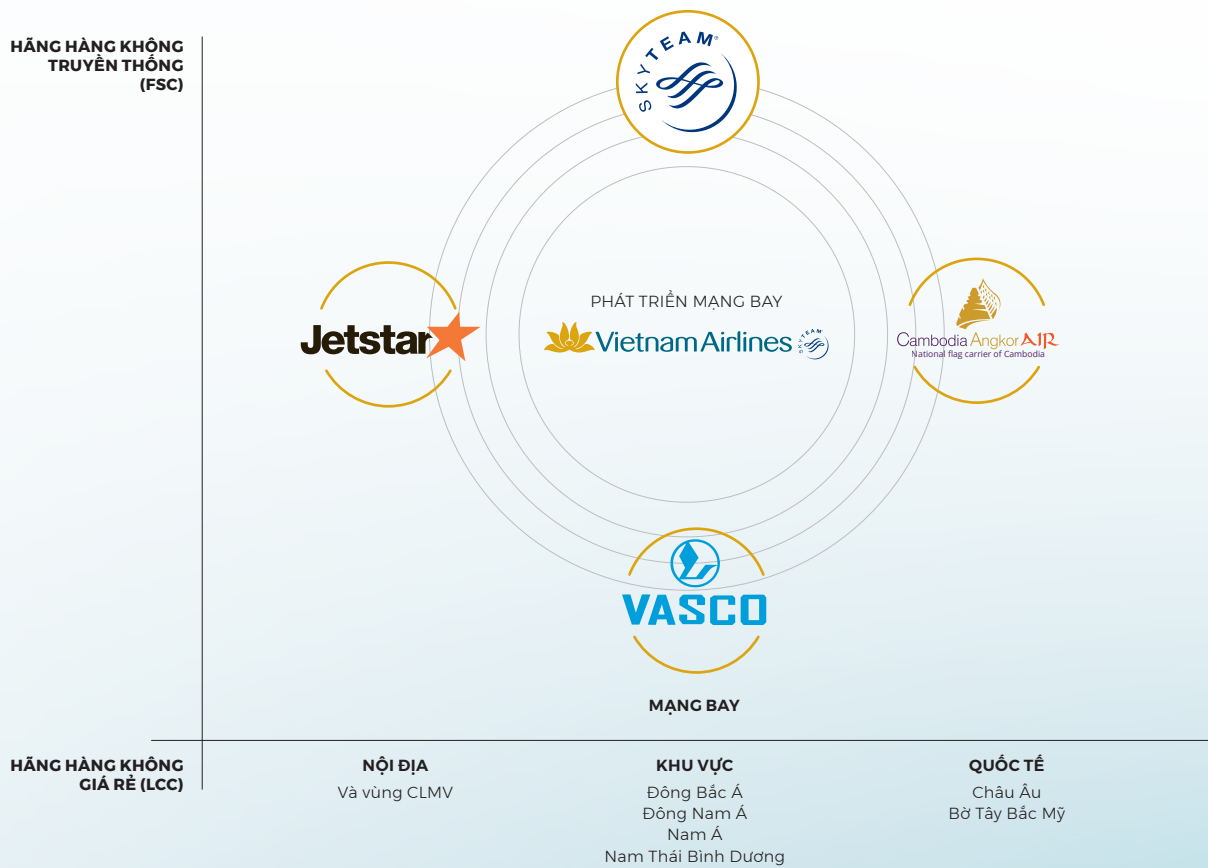 HÃNG HÀNG KHÔNG
TRUYỀN THỐNG
(FSC)
SKYTEAM®
PHÁT TRIỂN MẠNG BAY
Jetstar
Vietnam Airlines SKYTEAM
Cambodia Angkor AIR
National flag carrier of Cambodia
VASCO
MẠNG BAY
HÃNG HÀNG KHÔNG
GIÁ RẺ (LCC)
NỘI ĐỊA
Và vùng CLMV
KHU VỰC
Đông Bắc Á
Đông Nam Á
Nam Á
Nam Thái Bình Dương
QUỐC TẾ
Châu Âu
Bờ Tây Bắc Mỹ